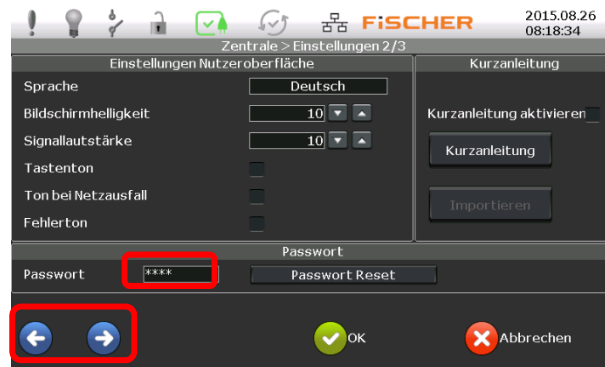 FiSCHER
2015.08.26
08:18:34
Zentrale > Einstellungen 2/3
Einstellungen Nutzeroberfläche
Sprache
Deutsch
Bildschirmhelligkeit
10
Signallautstärke
10
Tastenton
Ton bei Netzausfall
Fehlerton
Kurzanleitung
Kurzanleitung aktivieren
Kurzanleitung
Importieren
Passwort
Passwort
****
Passwort Reset
OK
Abbrechen